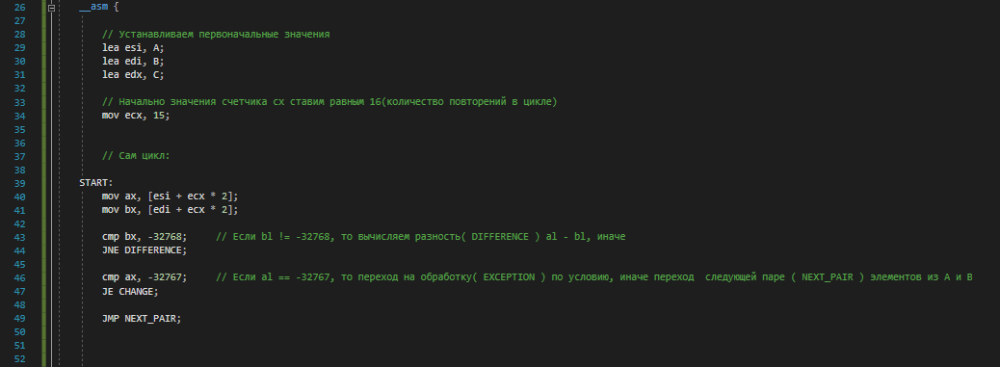 26 __asm {
27
28 // Устанавливаем первоначальные значения
29 lea esi, A;
30 lea edi, B;
31 lea edx, C;
32
33 // Начально значения счетчика cx ставим равным 16(количество повторений в цикле)
34 mov ecx, 15;
35
36
37 // Сам цикл:
38
39 START:
40 mov ax, [esi + ecx * 2];
41 mov bx, [edi + ecx * 2];
42
43 cmp bx, -32768; // Если bl != -32768, то вычисляем разность( DIFFERENCE ) al - bl, иначе
44 JNE DIFFERENCE;
45
46 cmp ax, -32767; // Если al == -32767, то переход на обработку( EXCEPTION ) по условию, иначе переход следующей паре ( NEXT_PAIR ) элементов из A и B
47 JE CHANGE;
48
49 JMP NEXT_PAIR;
50
51
52